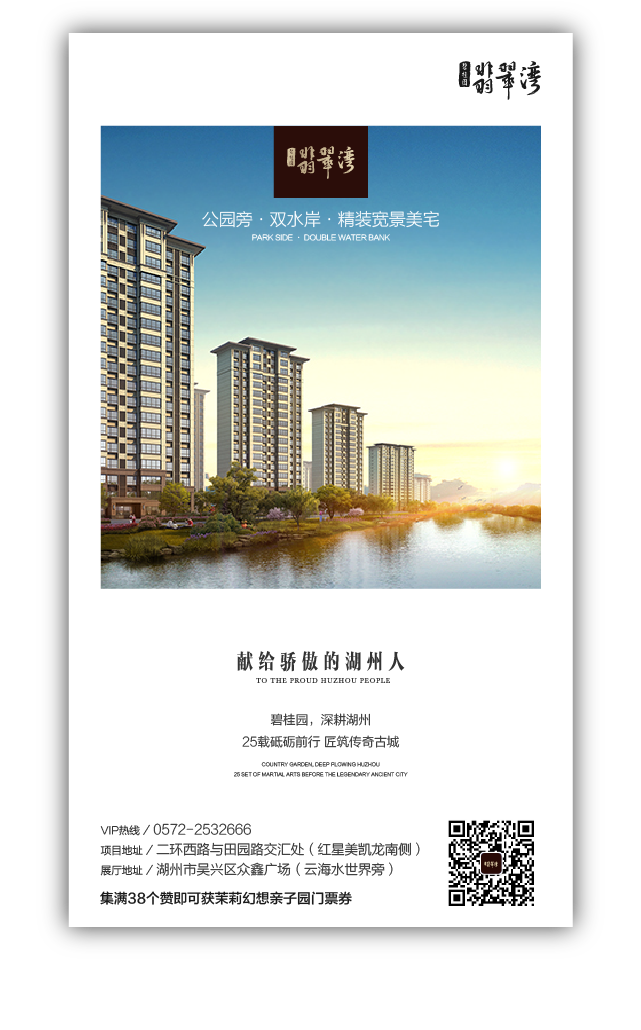 碧桂园 翡翠湾
碧桂园 翡翠湾
公园旁·双水岸·精装宽景美宅
PARK SIDE · DOUBLE WATER BANK
献给骄傲的湖州人
TO THE PROUD HUZHOU PEOPLE
碧桂园，深耕湖州
25载砥砺前行 匠筑传奇古城
COUNTRY GARDEN, DEEP PLOWING HUZHOU
25 SET OF MARTIAL ARTS BEFORE THE LEGENDARY ANCIENT CITY
VIP热线 / 0572-2532666
项目地址 / 二环西路与田园路交汇处（红星美凯龙南侧）
展厅地址 / 湖州市吴兴区众鑫广场（云海水世界旁）
集满38个赞即可获茉莉幻想亲子园门票券